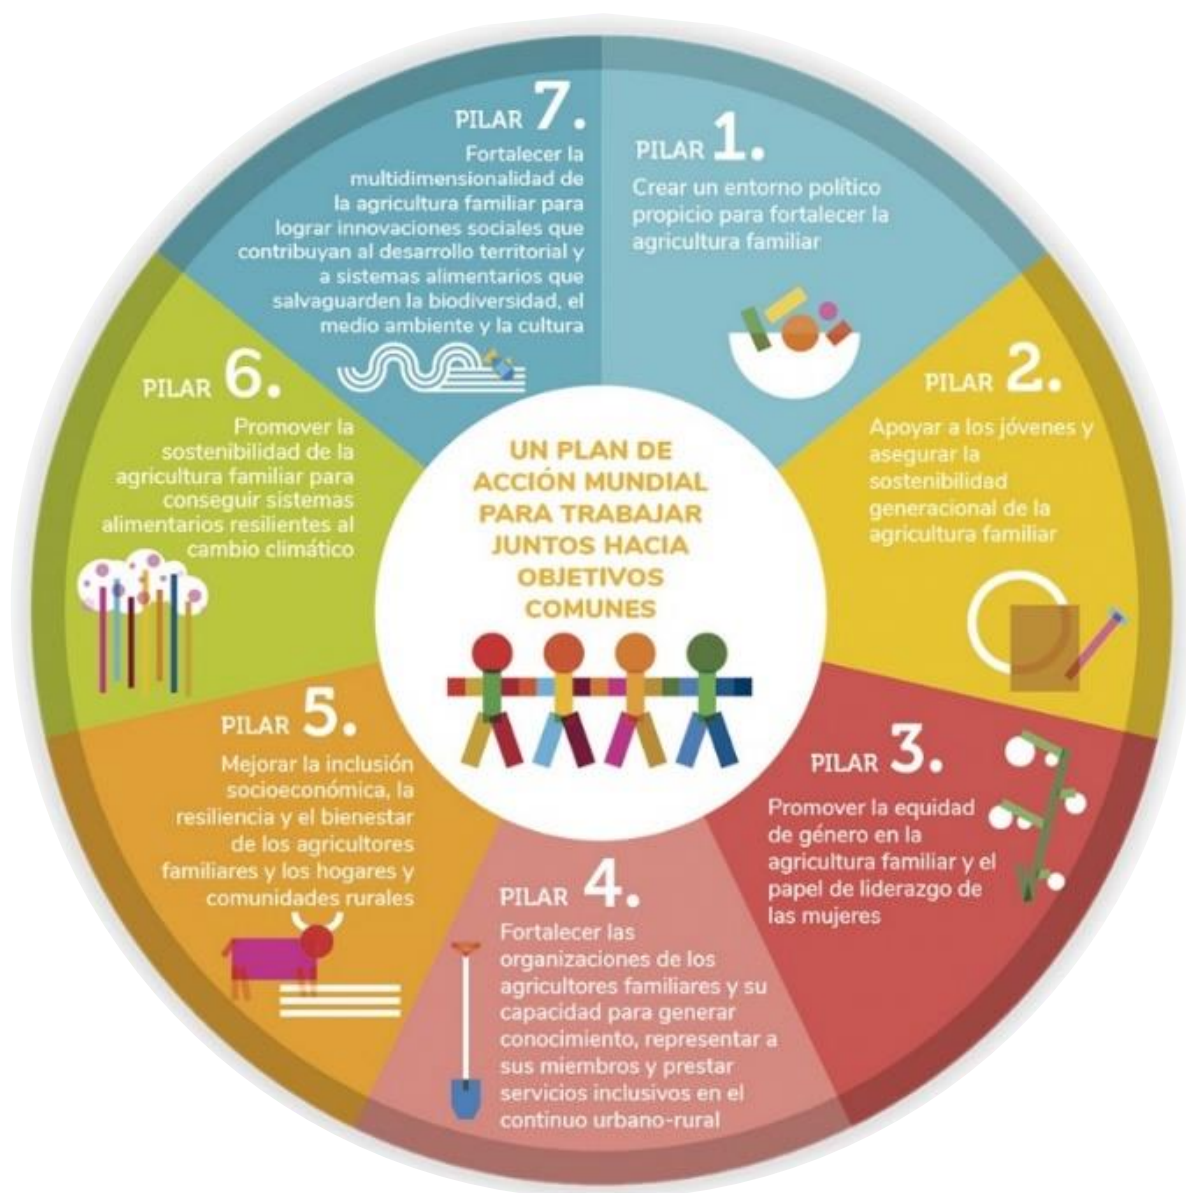 UN PLAN DE
ACCIÓN MUNDIAL
PARA TRABAJAR
JUNTOS HACIA
OBJETIVOS
COMUNES
PILAR 1.
Crear un entorno político
propicio para fortalecer la
agricultura familiar
PILAR 2.
Apoyar a los jóvenes y
asegurar la
sostenibilidad
generacional de la
agricultura familiar
PILAR 3.
Promover la equidad
de género en la
agricultura familiar y el
papel de liderazgo de
las mujeres
PILAR 4.
Fortalecer las
organizaciones de los
agricultores familiares y su
capacidad para generar
conocimiento, representar a
sus miembros y prestar
servicios inclusivos en el
continuo urbano-rural
PILAR 5.
Mejorar la inclusión
socioeconómica, la
resiliencia y el bienestar
de los agricultores
familiares y los hogares y
comunidades rurales
PILAR 6.
Promover la
sostenibilidad de la
agricultura familiar para
conseguir sistemas
alimentarios resilientes al
cambio climático
PILAR 7.
Fortalecer la
multidimensionalidad de
la agricultura familiar para
lograr innovaciones sociales que
contribuyan al desarrollo territorial y
a sistemas alimentarios que
salvaguarden la biodiversidad, el
medio ambiente y la cultura